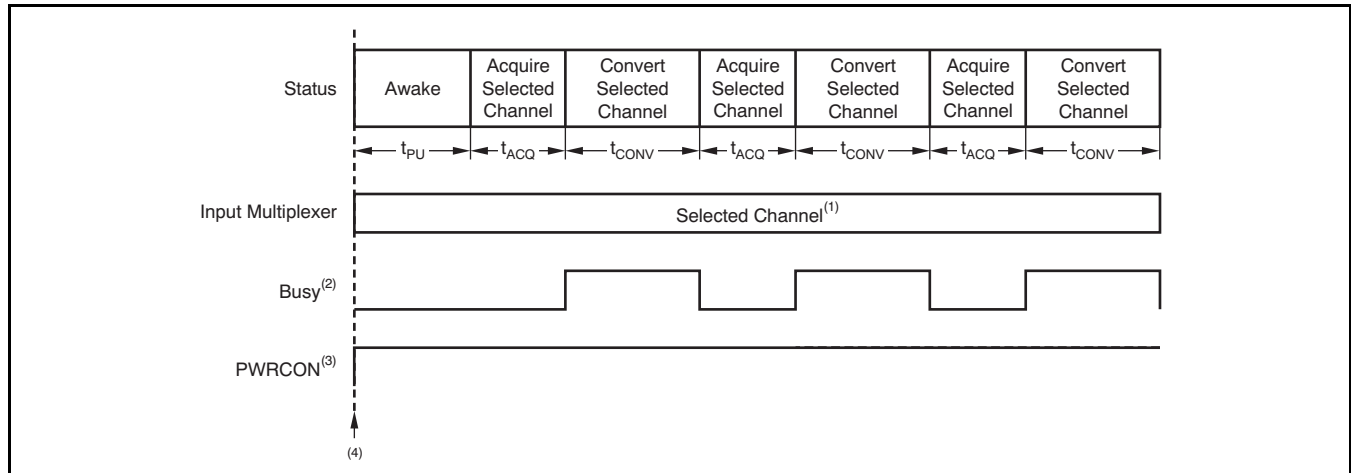 Status
Awake
Acquire
Selected
Channel
Convert
Selected
Channel
Acquire
Selected
Channel
Convert
Selected
Channel
Acquire
Selected
Channel
Convert
Selected
Channel
tPU
tACQ
tCONV
tACQ
tCONV
tACQ
tCONV
Input Multiplexer
Selected Channel(1)
Busy(2)
PWRCON(3)
(4)